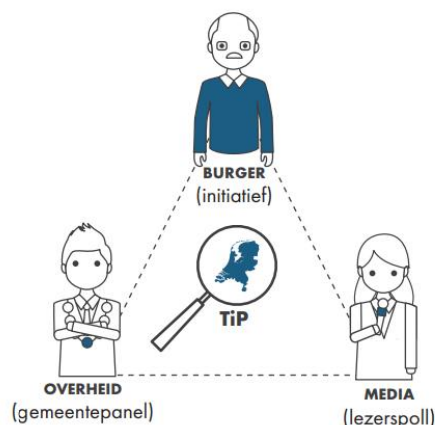 BURGER
(initiatief)
TiP
OVERHEID
(gemeentepanel)
MEDIA
(lezerspoll)